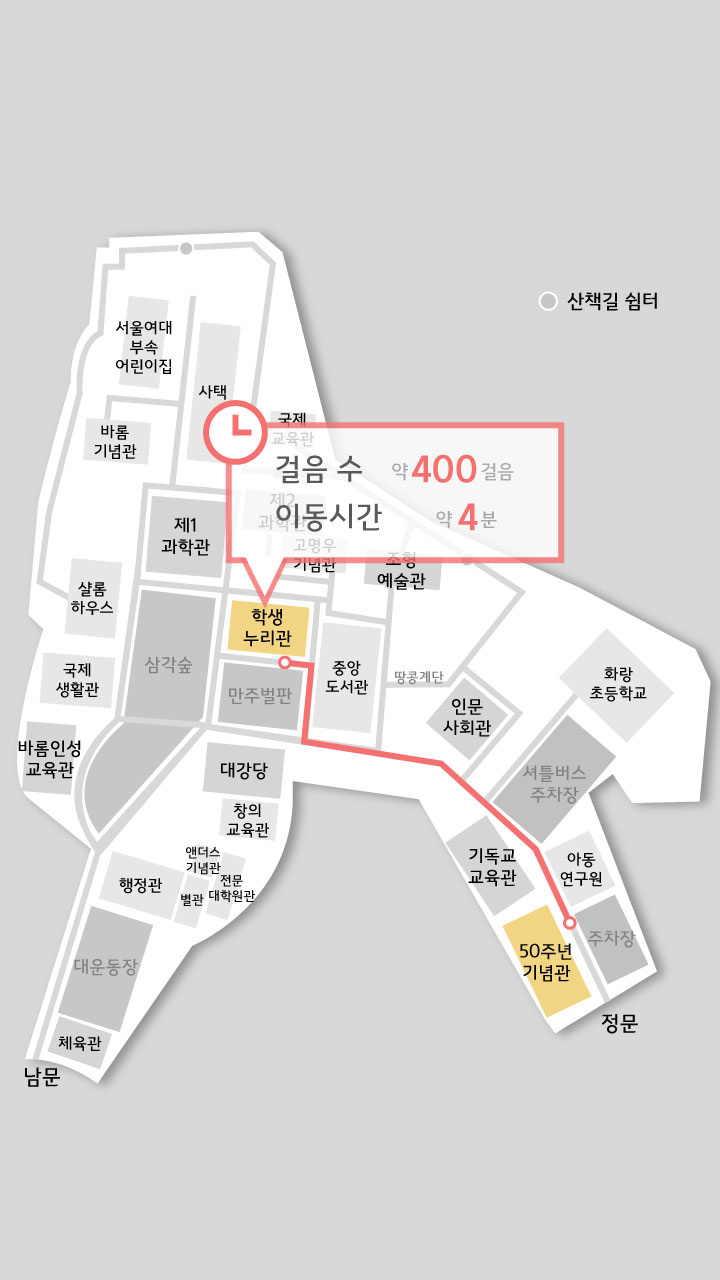 산책길 쉼터
서울여대
부속
어린이집
사택
국제
교육관
바롬
기념관
걸음 수 약 400 걸음
이동시간 약 4 분
제2
과학관
고명우
기념관
제1
과학관
조형
예술관
샬롬
하우스
학생
누리관
삼각숲
만주벌판
중앙
도서관
땅콩계단
국제
생활관
인문
사회관
화랑
초등학교
바롬인성
교육관
대강당
셔틀버스
주차장
창의
교육관
앤더스
기념관
전문
대학원관
별관
행정관
기독교
교육관
아동
연구원
50주년
기념관
주차장
대운동장
체육관
정문
남문